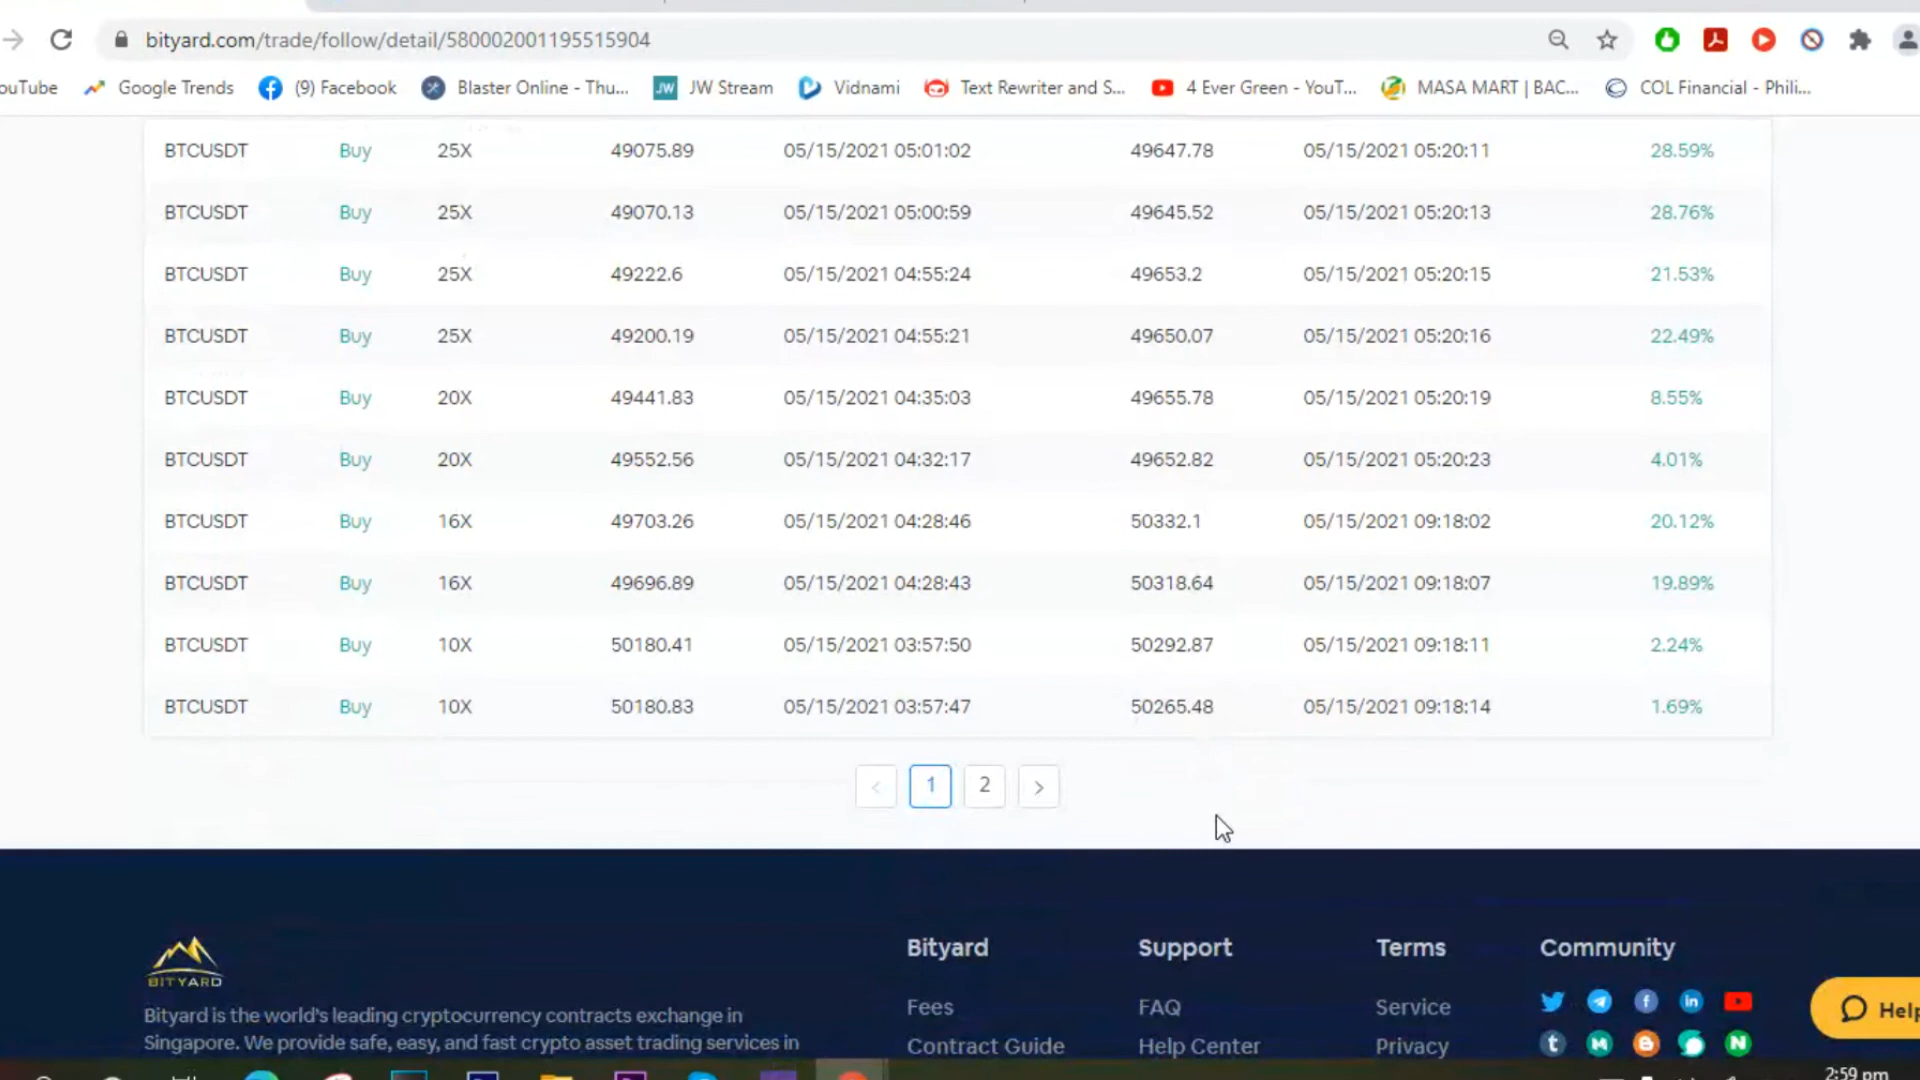 bityard.com/trade/follow/detail/580002001195515904
ouTube Google Trends (9) Facebook Blaster Online - Thu... JW JW Stream Vidnami Text Rewriter and S... 4 Ever Green - YouT... MASA MART | BAC... COL Financial - Phili...
BTCUSDT Buy 25X 49075.89 05/15/2021 05:01:02 49647.78 05/15/2021 05:20:11 28.59%
BTCUSDT Buy 25X 49070.13 05/15/2021 05:00:59 49645.52 05/15/2021 05:20:13 28.76%
BTCUSDT Buy 25X 49222.6 05/15/2021 04:55:24 49653.2 05/15/2021 05:20:15 21.53%
BTCUSDT Buy 25X 49200.19 05/15/2021 04:55:21 49650.07 05/15/2021 05:20:16 22.49%
BTCUSDT Buy 20X 49441.83 05/15/2021 04:35:03 49655.78 05/15/2021 05:20:19 8.55%
BTCUSDT Buy 20X 49552.56 05/15/2021 04:32:17 49652.82 05/15/2021 05:20:23 4.01%
BTCUSDT Buy 16X 49703.26 05/15/2021 04:28:46 50332.1 05/15/2021 09:18:02 20.12%
BTCUSDT Buy 16X 49696.89 05/15/2021 04:28:43 50318.64 05/15/2021 09:18:07 19.89%
BTCUSDT Buy 10X 50180.41 05/15/2021 03:57:50 50292.87 05/15/2021 09:18:11 2.24%
BTCUSDT Buy 10X 50180.83 05/15/2021 03:57:47 50265.48 05/15/2021 09:18:14 1.69%
< 1 2 >
Bityard Support Terms Community
BITYARD
Bityard is the world's leading cryptocurrency contracts exchange in
Singapore. We provide safe, easy, and fast crypto asset trading services in
Fees FAQ Service
Contract Guide Help Center Privacy
Help
2:59 pm